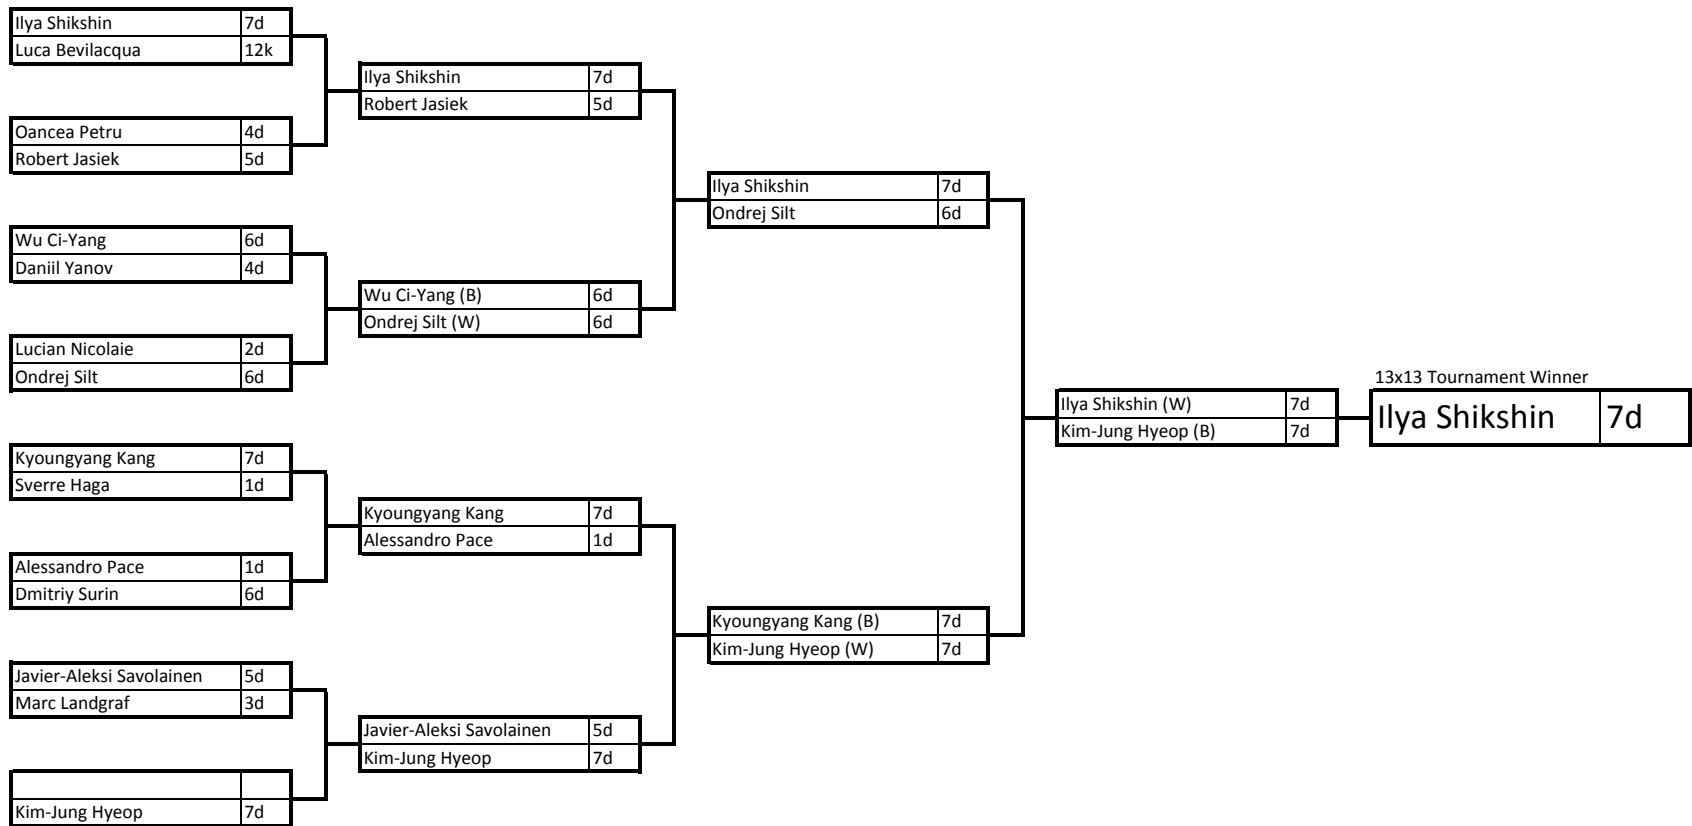 Ilya Shikshin 7d
Luca Bevilacqua 12k
Oancea Petru 4d
Robert Jasiek 5d
Wu Ci-Yang 6d
Daniil Yanov 4d
Lucian Nicolaie 2d
Ondrej Silt 6d
Kyoungyang Kang 7d
Sverre Haga 1d
Alessandro Pace 1d
Dmitriy Surin 6d
Javier-Aleksi Savolainen 5d
Marc Landgraf 3d
Kim-Jung Hyeop 7d
Ilya Shikshin 7d
Robert Jasiek 5d
Wu Ci-Yang (B) 6d
Ondrej Silt (W) 6d
Kyoungyang Kang 7d
Alessandro Pace 1d
Javier-Aleksi Savolainen 5d
Kim-Jung Hyeop 7d
Ilya Shikshin 7d
Ondrej Silt 6d
Kyoungyang Kang (B) 7d
Kim-Jung Hyeop (W) 7d
Ilya Shikshin (W) 7d
Kim-Jung Hyeop (B) 7d
13x13 Tournament Winner
Ilya Shikshin 7d